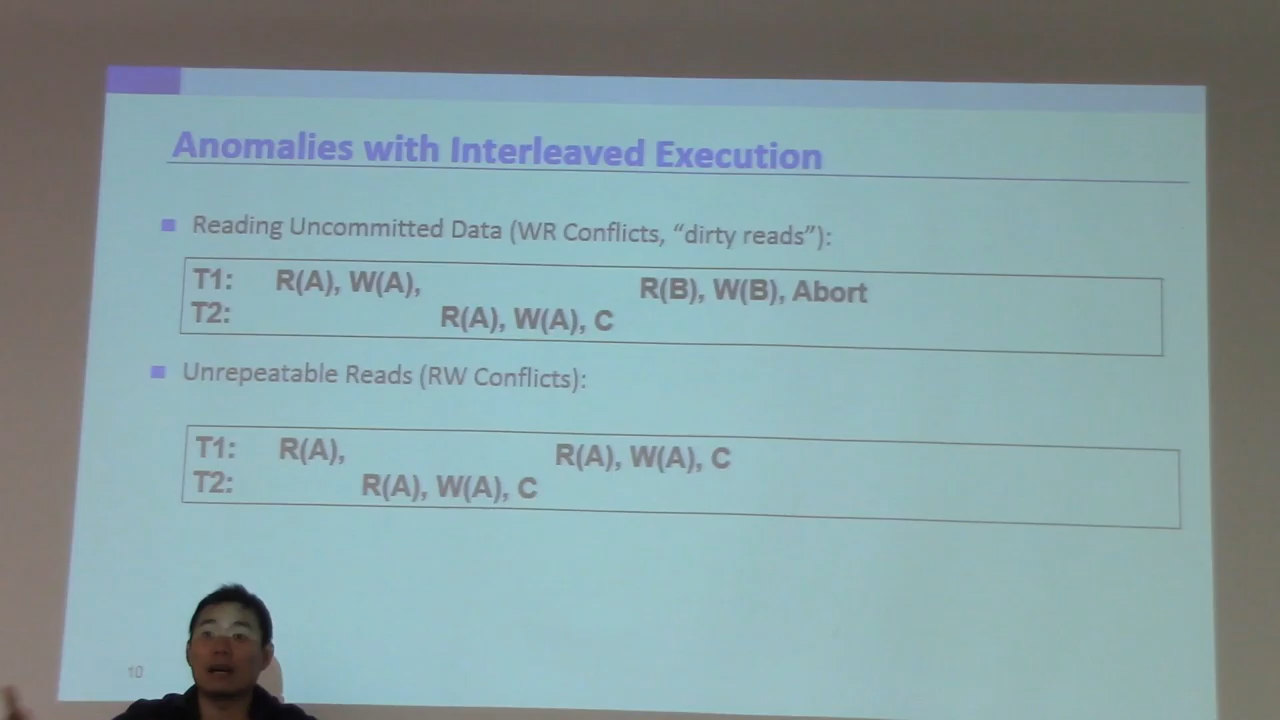 Anomalies with Interleaved Execution
Reading Uncommitted Data (WR Conflicts, “dirty reads”):
T1: R(A), W(A), R(B), W(B), Abort
T2: R(A), W(A), C
Unrepeatable Reads (RW Conflicts):
T1: R(A), R(A), W(A), C
T2: R(A), W(A), C
10